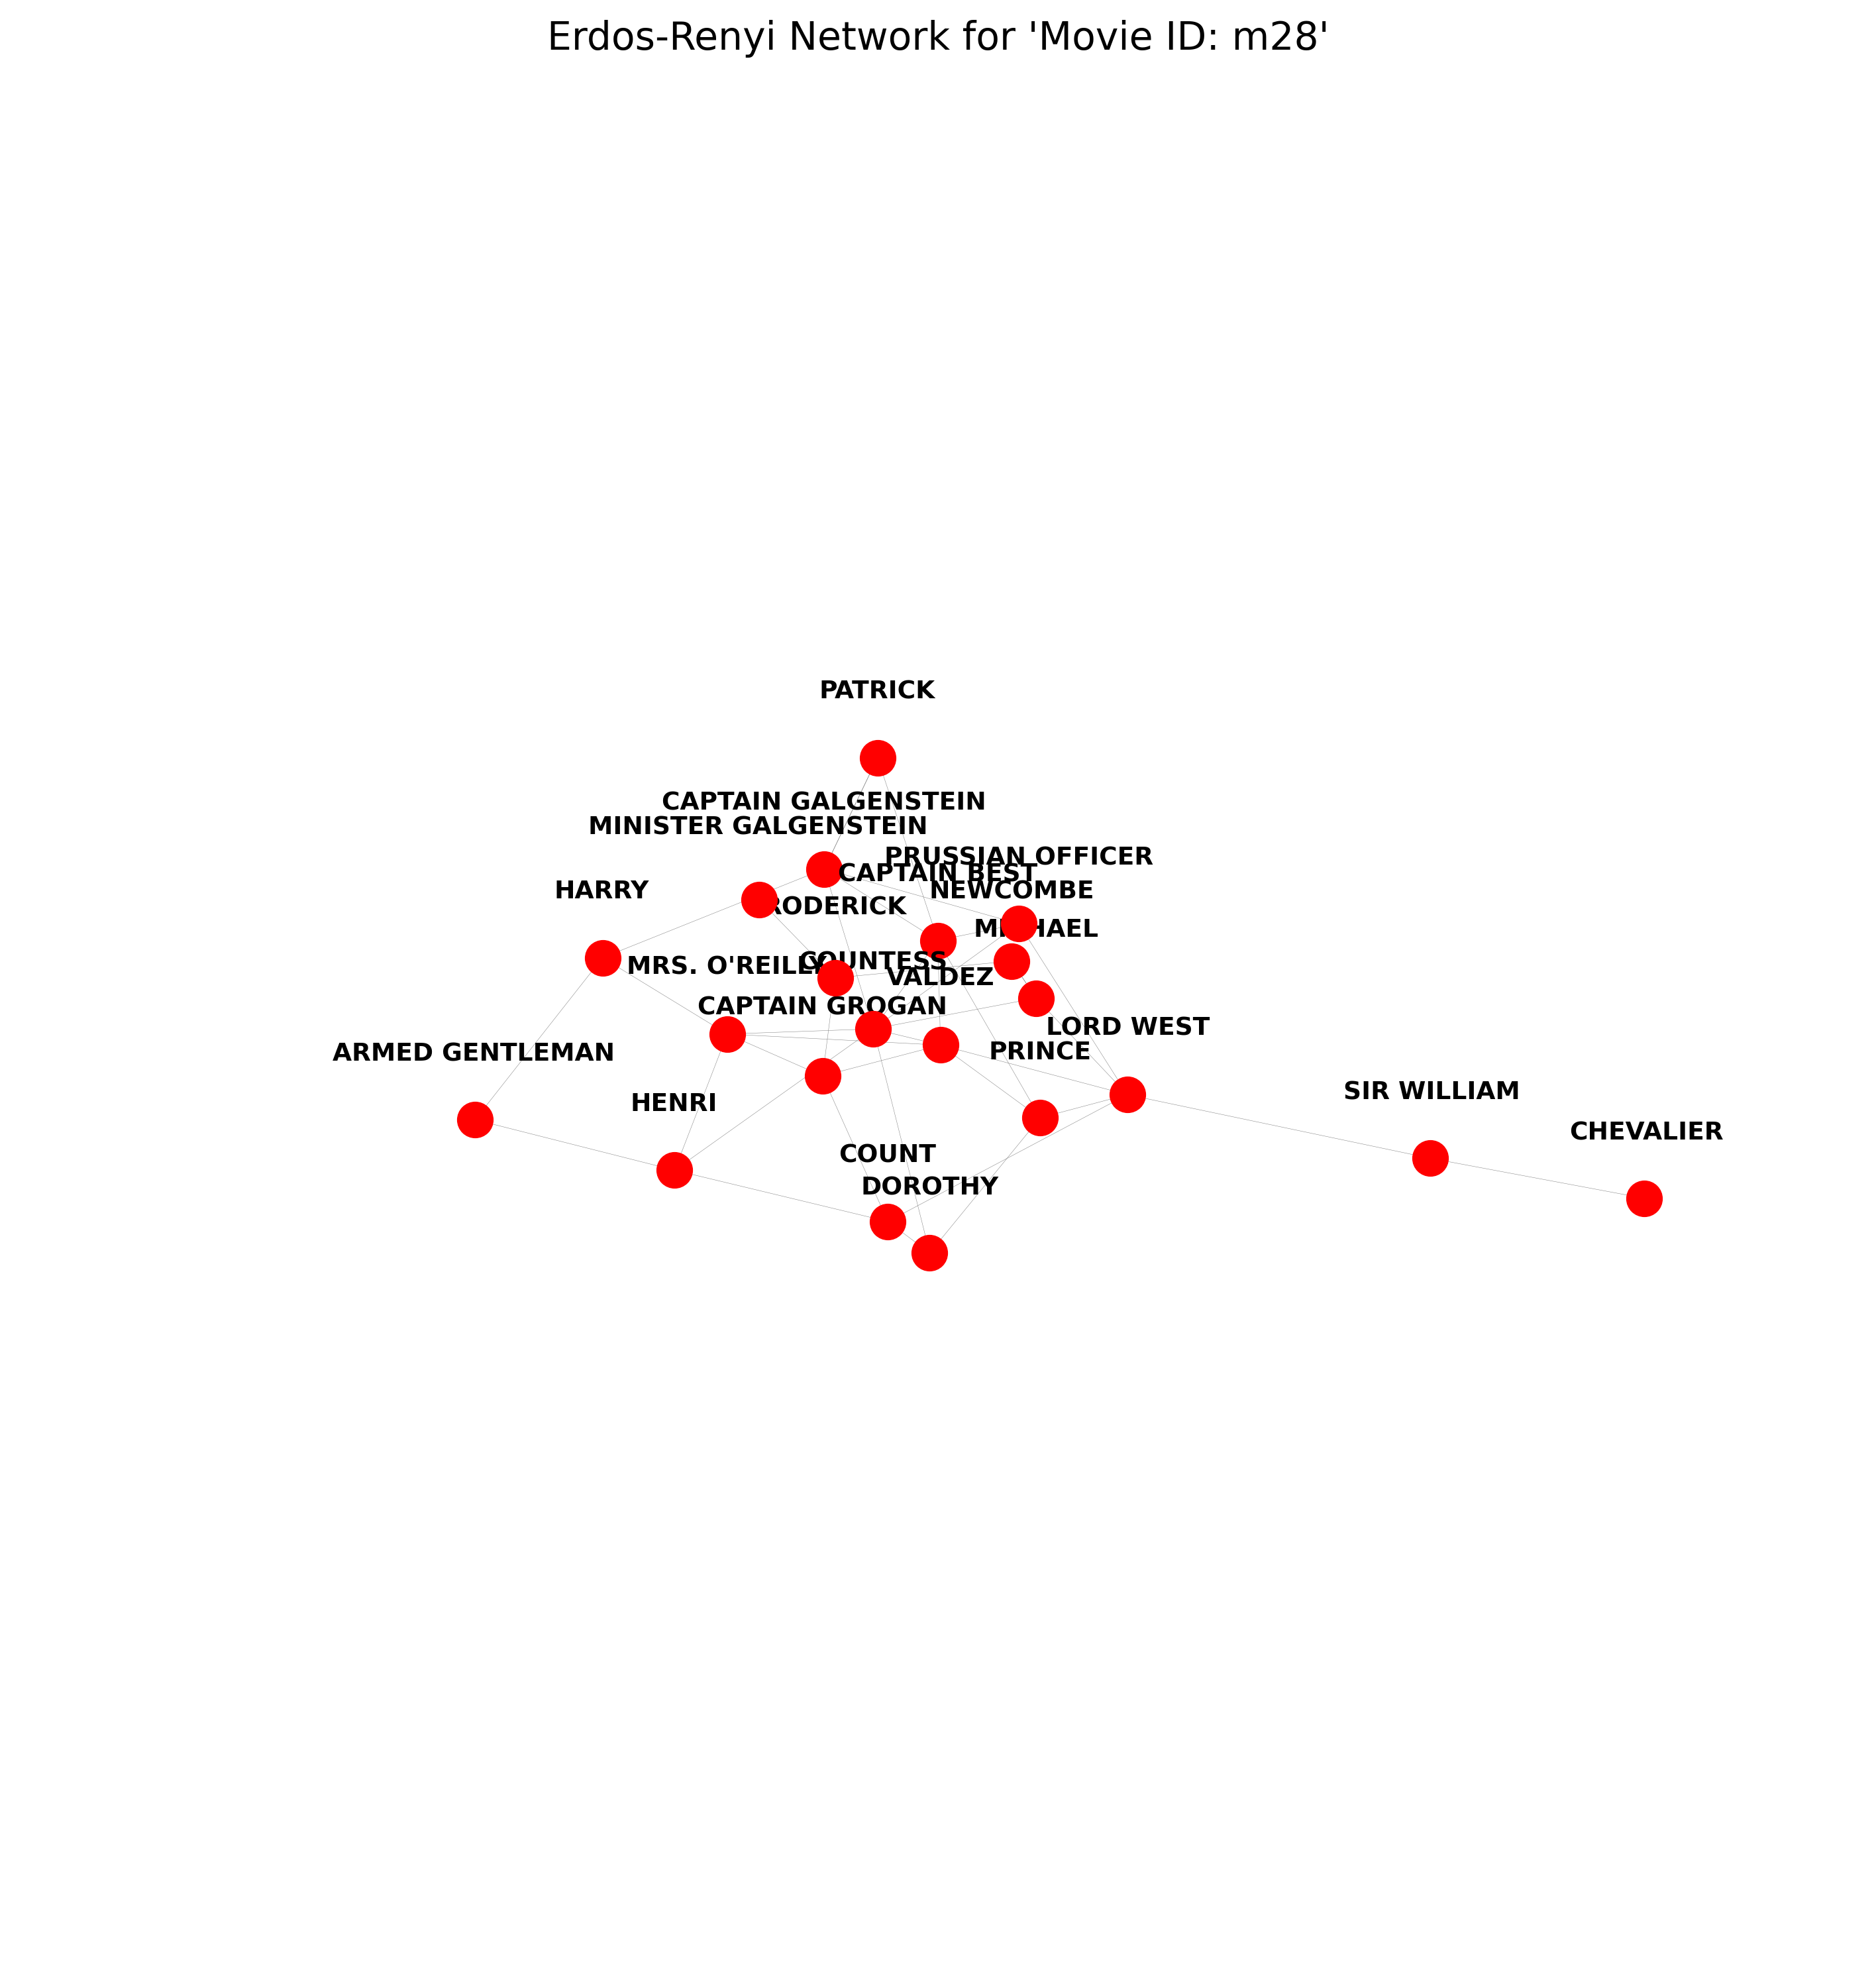 Erdos-Renyi Network for 'Movie ID: m28'
PATRICK
CAPTAIN GALGENSTEIN
MINISTER GALGENSTEIN
PRUSSIAN OFFICER
CAPTAIN BEST
HARRY
NEWCOMBE
RODERICK
MICHAEL
COUNTESS
MRS. O'REILLY
VALDEZ
CAPTAIN GROGAN
LORD WEST
ARMED GENTLEMAN
PRINCE
SIR WILLIAM
HENRI
CHEVALIER
COUNT
DOROTHY